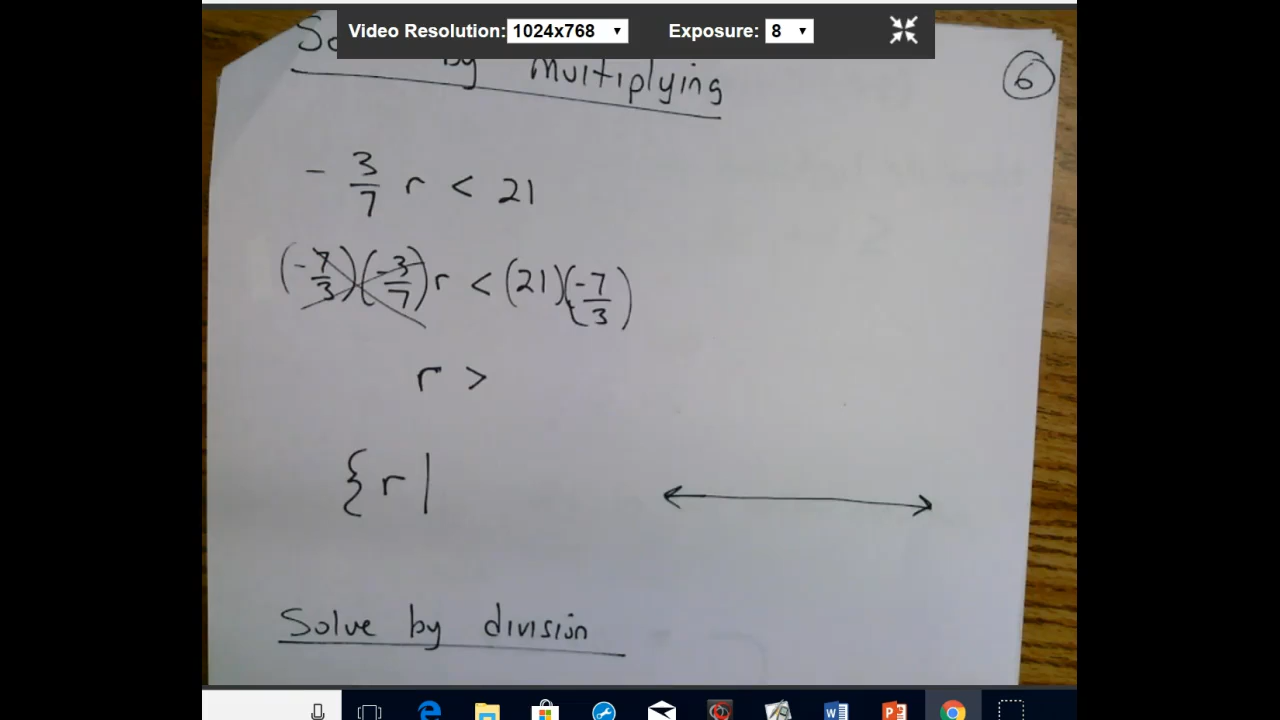 Video Resolution: 1024x768 Exposure: 8
by Multiplying
6
- 3/7 r < 21
(-7/3)(-3/7)r < (21)(-7/3)
r >
{r|
Solve by division